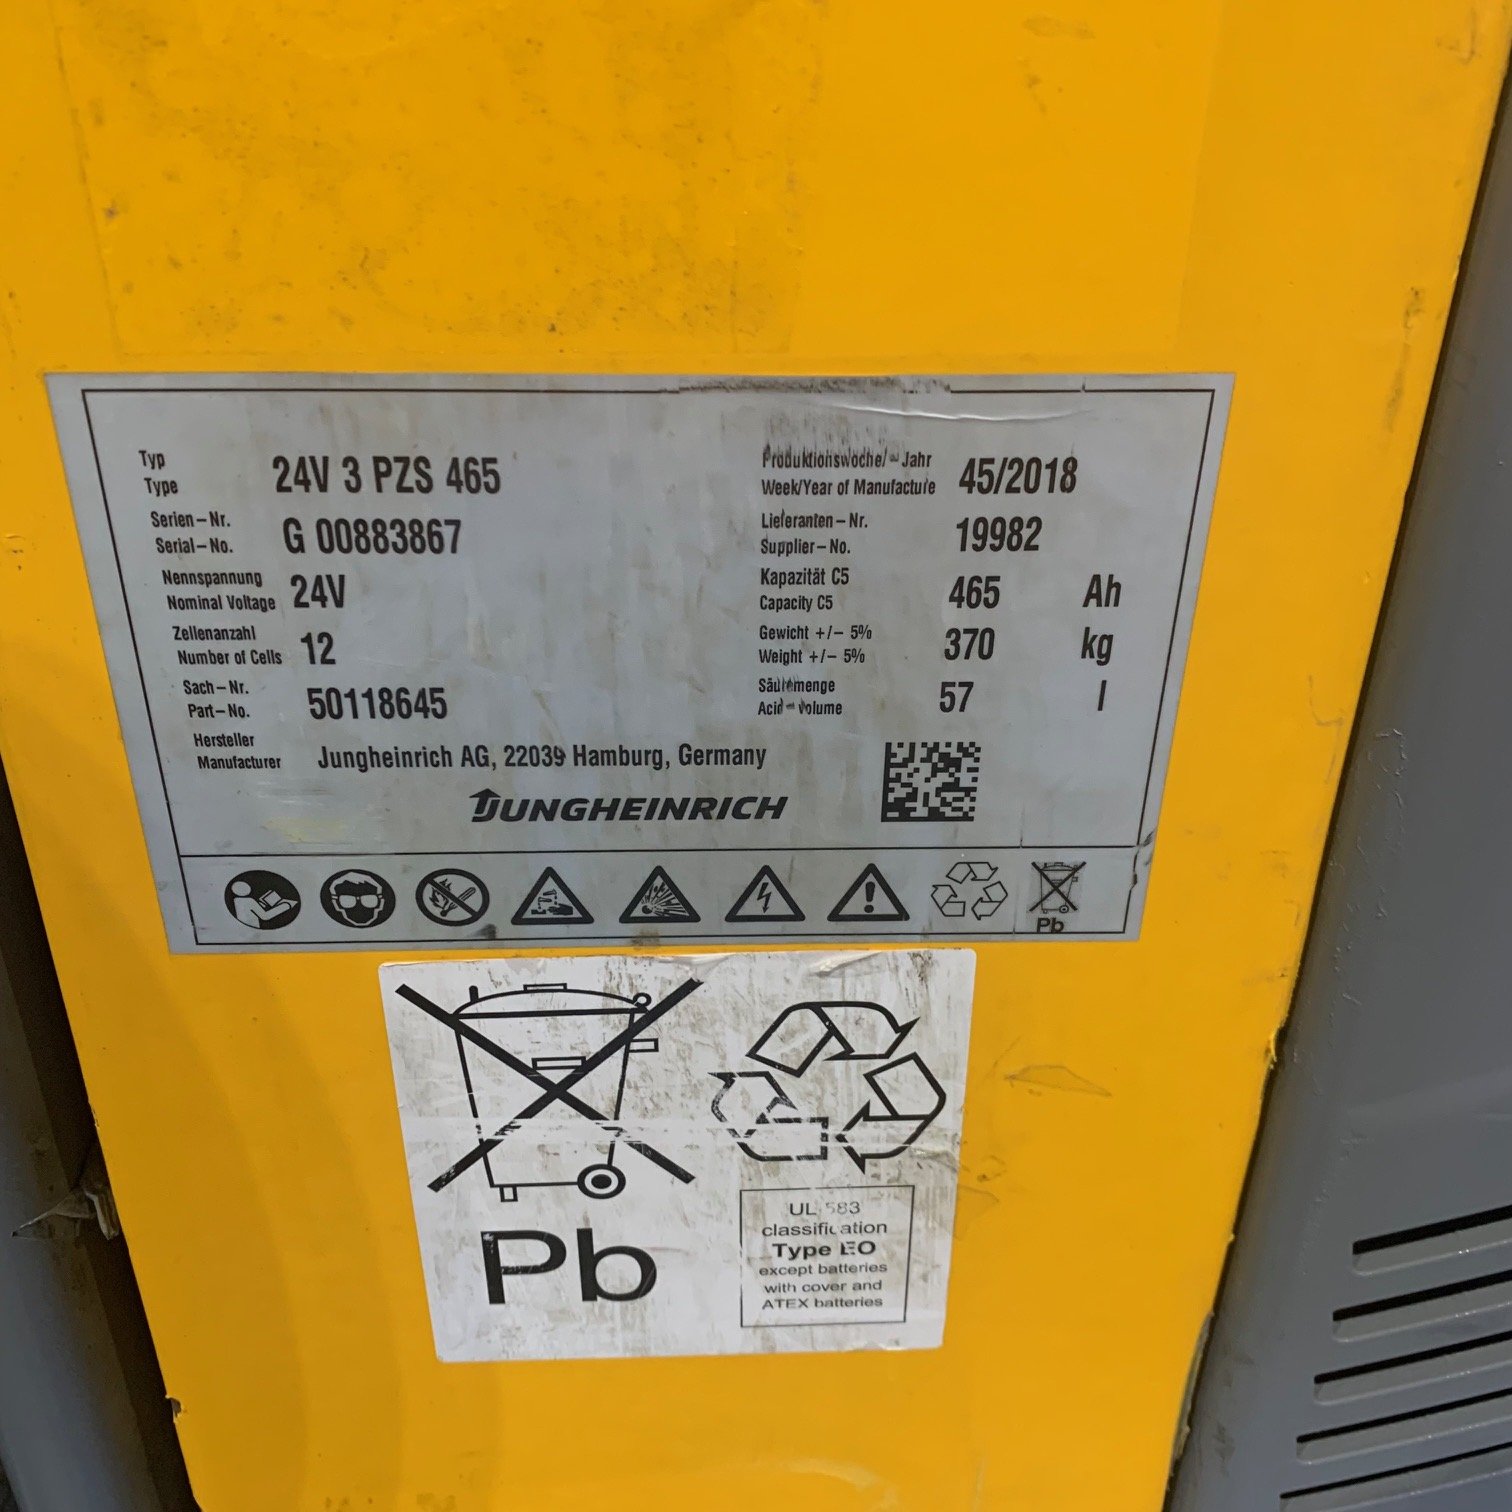 Typ
Type
24V 3 PZS 465
Serien-Nr.
Serial-No.
G 00883867
Nennspannung
Nominal Voltage
24V
Zellenanzahl
Number of Cells
12
Sach-Nr.
Part-No.
50118645
Hersteller
Manufacturer
Jungheinrich AG, 22039 Hamburg, Germany
Produktionswoche/-Jahr
Week/Year of Manufacture
45/2018
Lieferanten-Nr.
Supplier-No.
19982
Kapazität C5
Capacity C5
465 Ah
Gewicht +/- 5%
Weight +/- 5%
370 kg
Säuremenge
Acid-volume
57 l
JUNGHEINRICH
Pb
Pb
UL 583
classification
Type EO
except batteries
with cover and
ATEX batteries